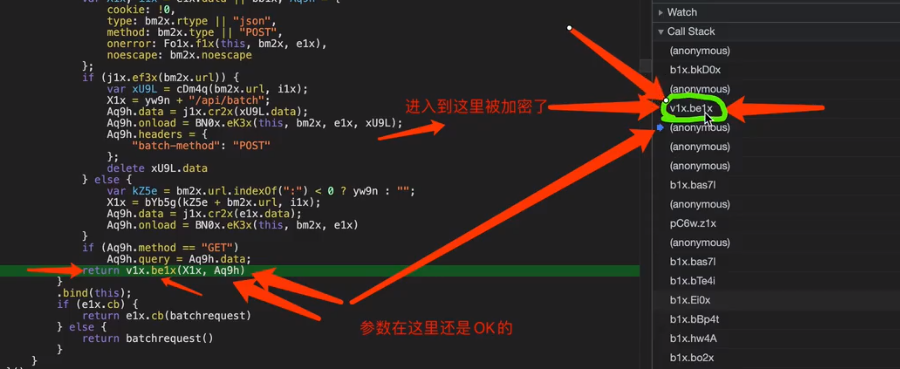 var X1x, i1x = e1x.data || bm2x, Aq9h = {
cookie: !0,
type: bm2x.rtype || "json",
method: bm2x.type || "POST",
onerror: Fo1x.f1x(this, bm2x, e1x),
noescape: bm2x.noescape
};
if (j1x.ef3x(bm2x.url)) {
var xU9L = cDm4q(bm2x.url, i1x);
X1x = yw9n + "/api/batch";
Aq9h.data = j1x.cr2x(xU9L.data);
Aq9h.onload = BN0x.eK3x(this, bm2x, e1x, xU9L);
Aq9h.headers = {
"batch-method": "POST"
};
delete xU9L.data
} else {
var kZ5e = bm2x.url.indexOf(":") < 0 ? yw9n : "";
X1x = bYb5g(kZ5e + bm2x.url, i1x);
Aq9h.data = j1x.cr2x(e1x.data);
Aq9h.onload = BN0x.eK3x(this, bm2x, e1x)
}
if (Aq9h.method == "GET")
Aq9h.query = Aq9h.data;
return v1x.be1x(X1x, Aq9h)
}
.bind(this);
if (e1x.cb) {
return e1x.cb(batchrequest)
} else {
return batchrequest()
}
}
进入到这里被加密了
参数在这里还是OK的
Watch
Call Stack
(anonymous)
b1x.bkD0x
(anonymous)
v1x.be1x
(anonymous)
(anonymous)
(anonymous)
b1x.bas7l
(anonymous)
pC6w.z1x
(anonymous)
b1x.bas7l
b1x.bTe4i
b1x.Ei0x
b1x.bBp4t
b1x.hw4A
b1x.bo2x